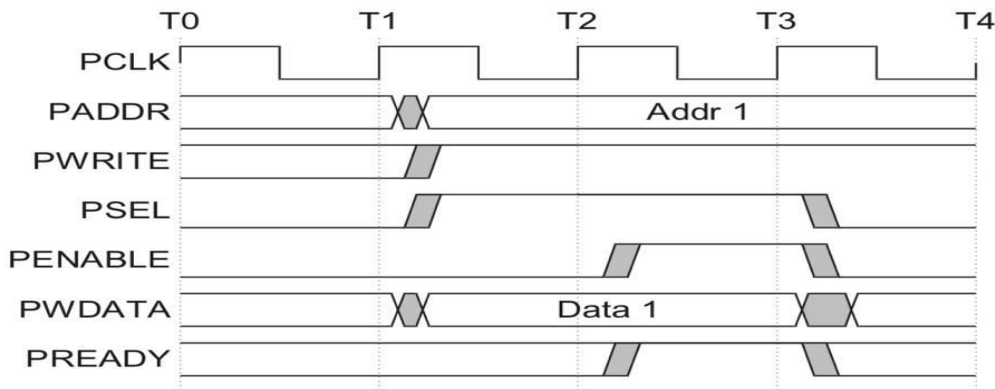 T0 T1 T2 T3 T4
PCLK
PADDR Addr 1
PWRITE
PSEL
PENABLE
PWDATA Data 1
PREADY